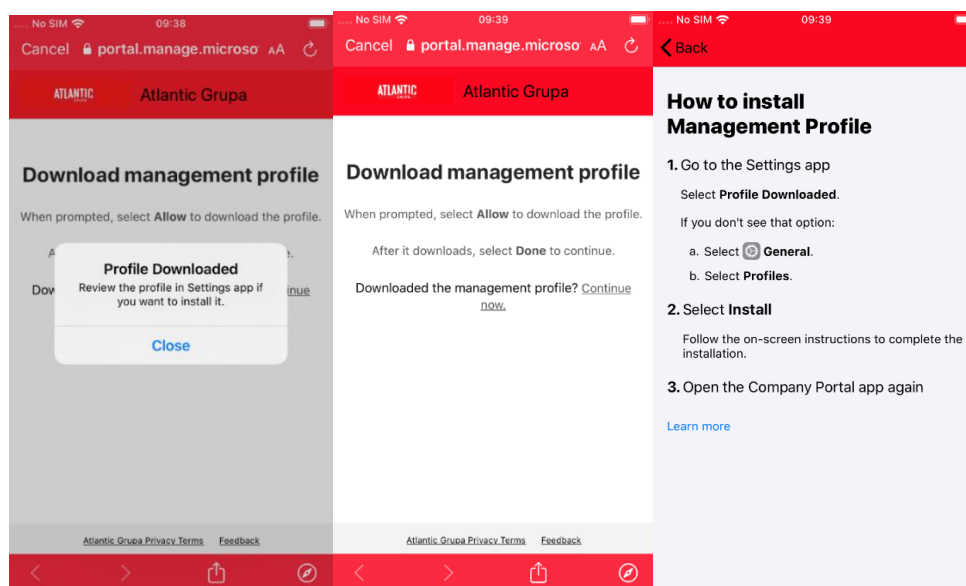 .... No SIM 09:38
Cancel portal.manage.microso AA
ATLANTIC GRUPA Atlantic Grupa
Download management profile
When prompted, select Allow to download the profile.
A
Profile Downloaded
Review the profile in Settings app if
you want to install it.
Close
Dow
inue
Atlantic Grupa Privacy Terms Feedback
.... No SIM 09:39
Cancel portal.manage.microso AA
ATLANTIC GRUPA Atlantic Grupa
Download management profile
When prompted, select Allow to download the profile.
After it downloads, select Done to continue.
Downloaded the management profile? Continue
now.
Atlantic Grupa Privacy Terms Feedback
.... No SIM 09:39
Back
How to install
Management Profile
1. Go to the Settings app
Select Profile Downloaded.
If you don't see that option:
a. Select General.
b. Select Profiles.
2. Select Install
Follow the on-screen instructions to complete the
installation.
3. Open the Company Portal app again
Learn more